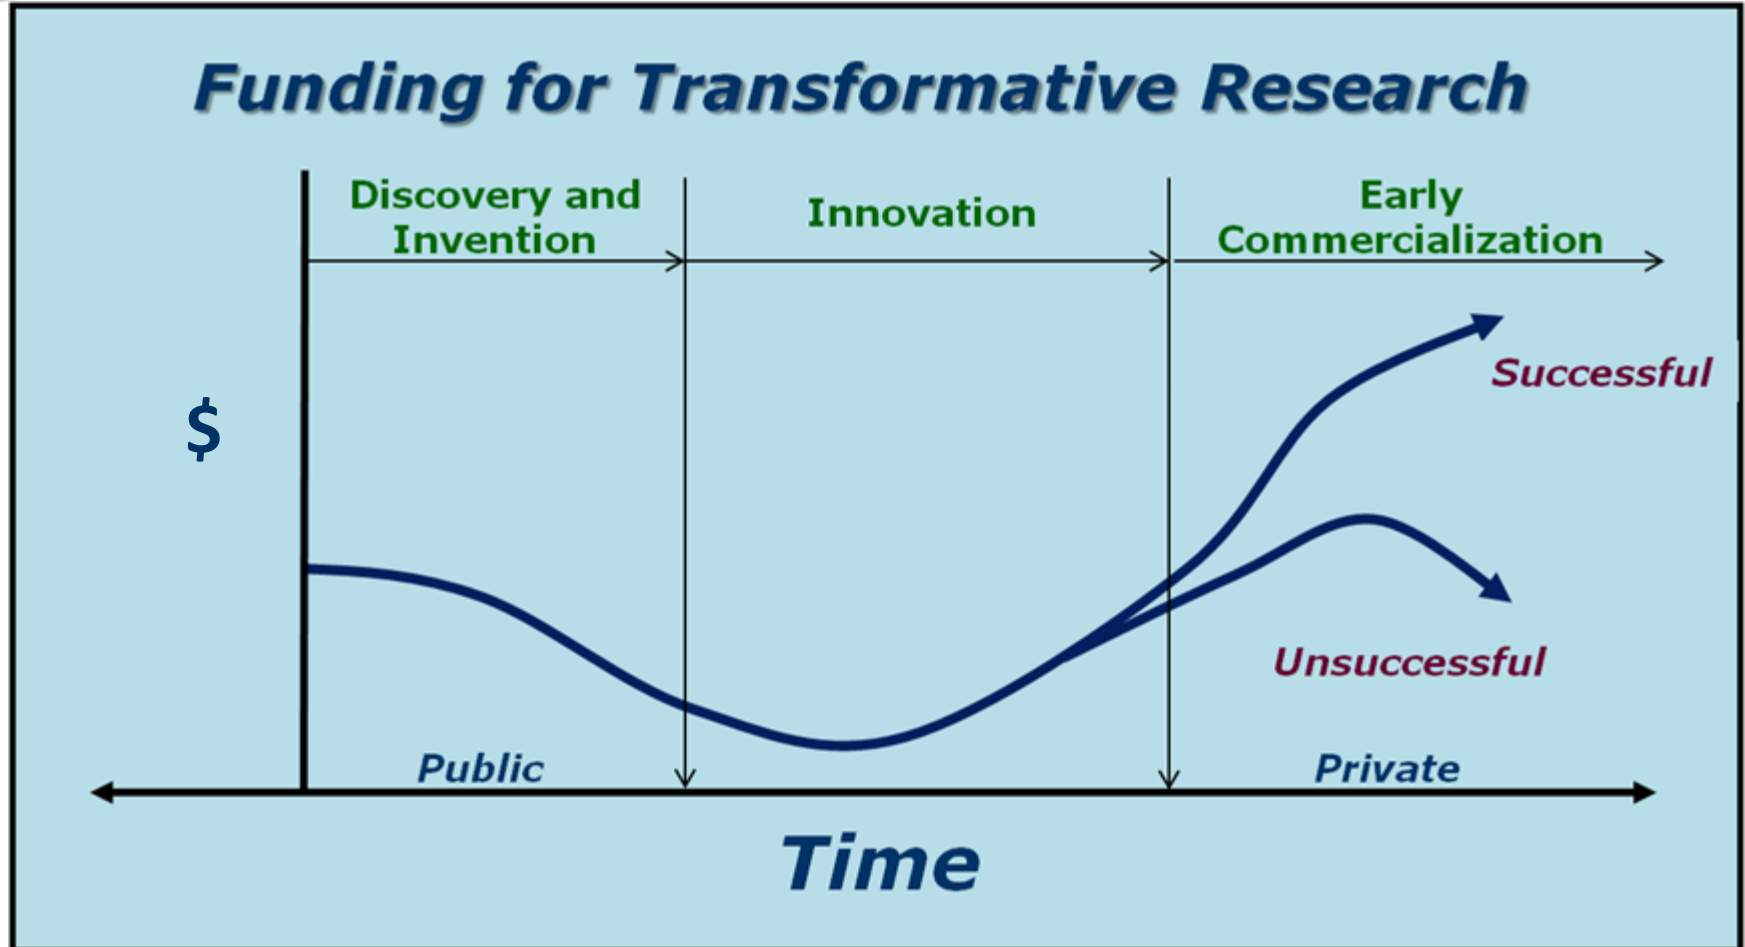 Funding for Transformative Research
Discovery and
Invention
Innovation
Early
Commercialization
Successful
$
Unsuccessful
Public
Private
Time